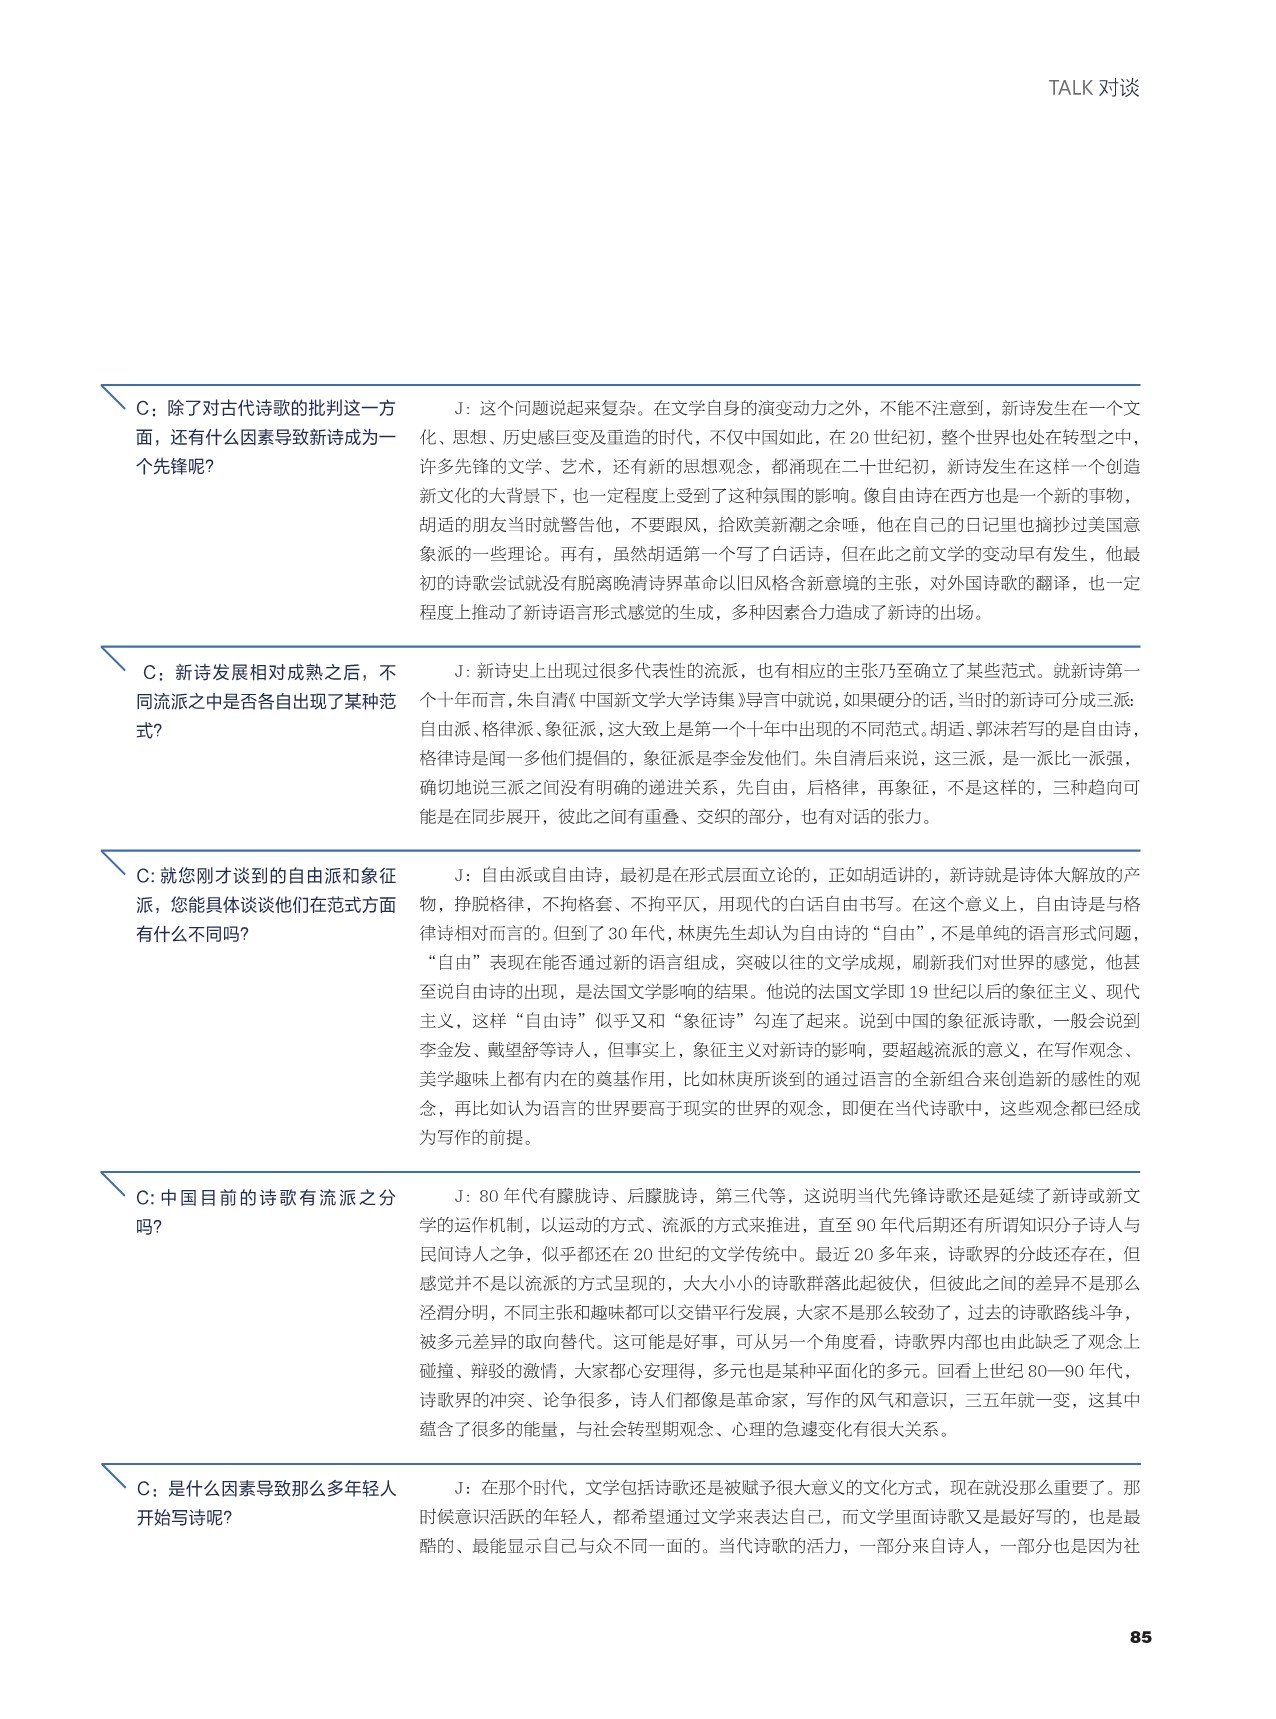 TALK 对谈
C：除了对古代诗歌的批判这一方
面，还有什么因素导致新诗成为一
个先锋呢？
J：这个问题说起来复杂。在文学自身的演变动力之外，不能不注意到，新诗发生在一个文
化、思想、历史感巨变及重造的时代，不仅中国如此，在 20 世纪初，整个世界也处在转型之中，
许多先锋的文学、艺术，还有新的思想观念，都涌现在二十世纪初，新诗发生在这样一个创造
新文化的大背景下，也一定程度上受到了这种氛围的影响。像自由诗在西方也是一个新的事物，
胡适的朋友当时就警告他，不要跟风，拾欧美新潮之余唾，他在自己的日记里也摘抄过美国意
象派的一些理论。再有，虽然胡适第一个写了白话诗，但在此之前文学的变动早有发生，他最
初的诗歌尝试就没有脱离晚清诗界革命以旧风格含新意境的主张，对外国诗歌的翻译，也一定
程度上推动了新诗语言形式感觉的生成，多种因素合力造成了新诗的出场。
C：新诗发展相对成熟之后，不
同流派之中是否各自出现了某种范
式？
J：新诗史上出现过很多代表性的流派，也有相应的主张乃至确立了某些范式。就新诗第一
个十年而言，朱自清《中国新文学大学诗集》导言中就说，如果硬分的话，当时的新诗可分成三派：
自由派、格律派、象征派，这大致上是第一个十年中出现的不同范式。胡适、郭沫若写的是自由诗，
格律诗是闻一多他们提倡的，象征派是李金发他们。朱自清后来说，这三派，是一派比一派强，
确切地说三派之间没有明确的递进关系，先自由，后格律，再象征，不是这样的，三种趋向可
能是在同步展开，彼此之间有重叠、交织的部分，也有对话的张力。
C：就您刚才谈到的自由派和象征
派，您能具体谈谈他们在范式方面
有什么不同吗？
J：自由派或自由诗，最初是在形式层面立论的，正如胡适讲的，新诗就是诗体大解放的产
物，挣脱格律，不拘格套、不拘平仄，用现代的白话自由书写。在这个意义上，自由诗是与格
律诗相对而言的。但到了 30 年代，林庚先生却认为自由诗的“自由”，不是单纯的语言形式问题，
“自由”表现在能否通过新的语言组成，突破以往的文学成规，刷新我们对世界的感觉，他甚
至说自由诗的出现，是法国文学影响的结果。他说的法国文学即 19 世纪以后的象征主义、现代
主义，这样“自由诗”似乎又和“象征诗”勾连了起来。说到中国的象征派诗歌，一般会说到
李金发、戴望舒等诗人，但事实上，象征主义对新诗的影响，要超越流派的意义，在写作观念、
美学趣味上都有内在的奠基作用，比如林庚所谈到的通过语言的全新组合来创造新的感性的观
念，再比如认为语言的世界要高于现实的世界的观念，即便在当代诗歌中，这些观念都已经成
为写作的前提。
C：中国目前的诗歌有流派之分
吗？
J：80 年代有朦胧诗、后朦胧诗，第三代等，这说明当代先锋诗歌还是延续了新诗或新文
学的运作机制，以运动的方式、流派的方式来推进，直至 90 年代后期还有所谓知识分子诗人与
民间诗人之争，似乎都还在 20 世纪的文学传统中。最近 20 多年来，诗歌界的分歧还存在，但
感觉并不是以流派的方式呈现的，大大小小的诗歌群落此起彼伏，但彼此之间的差异不是那么
泾渭分明，不同主张和趣味都可以交错平行发展，大家不是那么较劲了，过去的诗歌路线斗争，
被多元差异的取向替代。这可能是好事，可从另一个角度看，诗歌界内部也由此缺乏了观念上
碰撞、辩驳的激情，大家都心安理得，多元也是某种平面化的多元。回看上世纪 80—90 年代，
诗歌界的冲突、论争很多，诗人们都像是革命家，写作的风气和意识，三五年就一变，这其中
蕴含了很多的能量，与社会转型期观念、心理的急遽变化有很大关系。
C：是什么因素导致那么多年轻人
开始写诗呢？
J：在那个时代，文学包括诗歌还是被赋予很大意义的文化方式，现在就没那么重要了。那
时候意识活跃的年轻人，都希望通过文学来表达自己，而文学里面诗歌又是最好写的，也是最
酷的、最能显示自己与众不同一面的。当代诗歌的活力，一部分来自诗人，一部分也是因为社
85